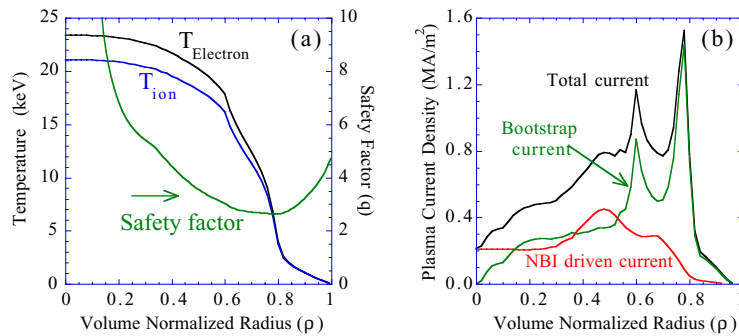 25
20
15
10
5
0
Temperature (keV)
0
0.2
0.4
0.6
0.8
1
Volume Normalized Radius (ρ)
10
8
6
4
2
0
Safety Factor (q)
(a)
T Electron
T ion
Safety factor
1.6
1.2
0.8
0.4
0.0
Plasma Current Density (MA/m²)
0
0.2
0.4
0.6
0.8
1
Volume Normalized Radius (ρ)
(b)
Total current
Bootstrap
current
NBI driven current